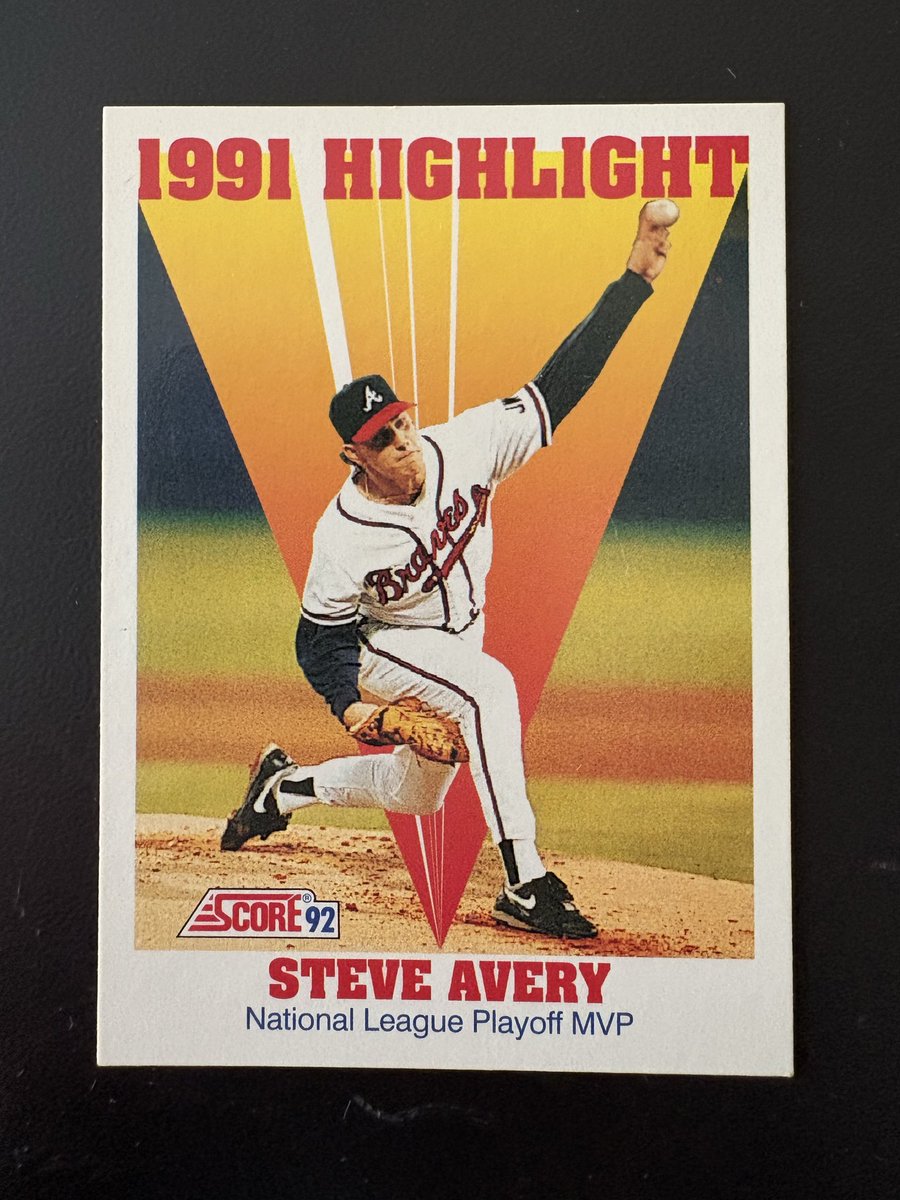 1991 HIGHLIGHT
A
Braves
SCORE® 92
STEVE AVERY
National League Playoff MVP